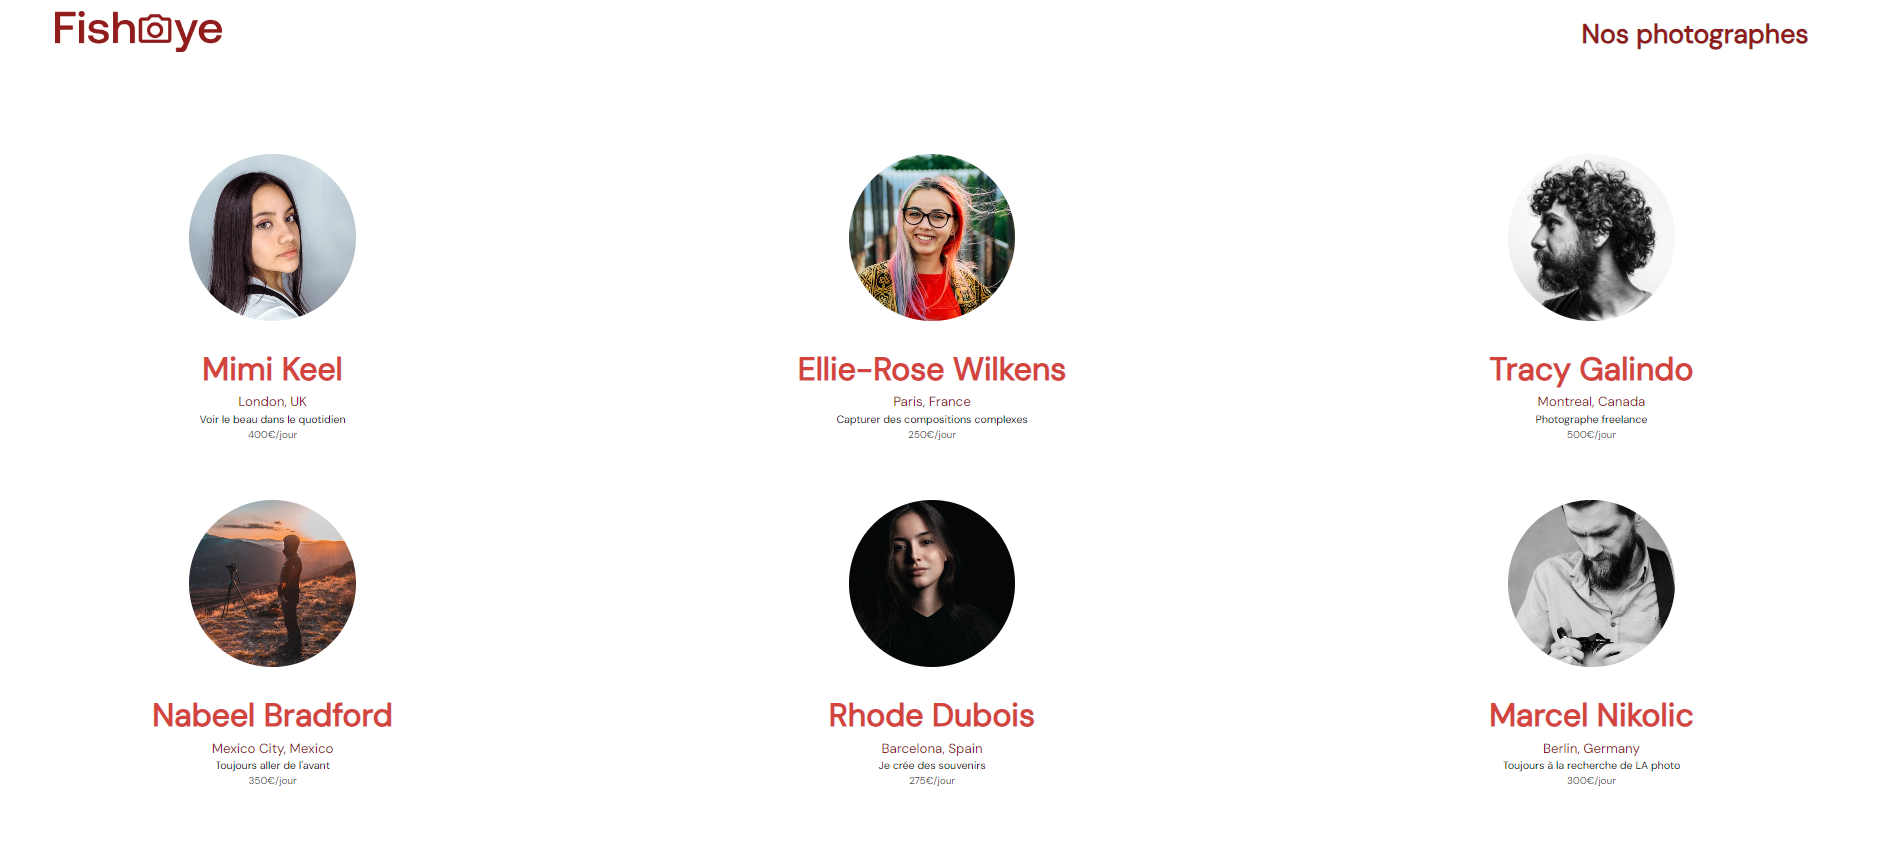 Fisheye
Nos photographes
Mimi Keel
London, UK
Voir le beau dans le quotidien
400€/jour
Ellie-Rose Wilkens
Paris, France
Capturer des compositions complexes
250€/jour
Tracy Galindo
Montreal, Canada
Photographe freelance
500€/jour
Nabeel Bradford
Mexico City, Mexico
Toujours aller de l'avant
350€/jour
Rhode Dubois
Barcelona, Spain
Je crée des souvenirs
275€/jour
Marcel Nikolic
Berlin, Germany
Toujours à la recherche de LA photo
300€/jour